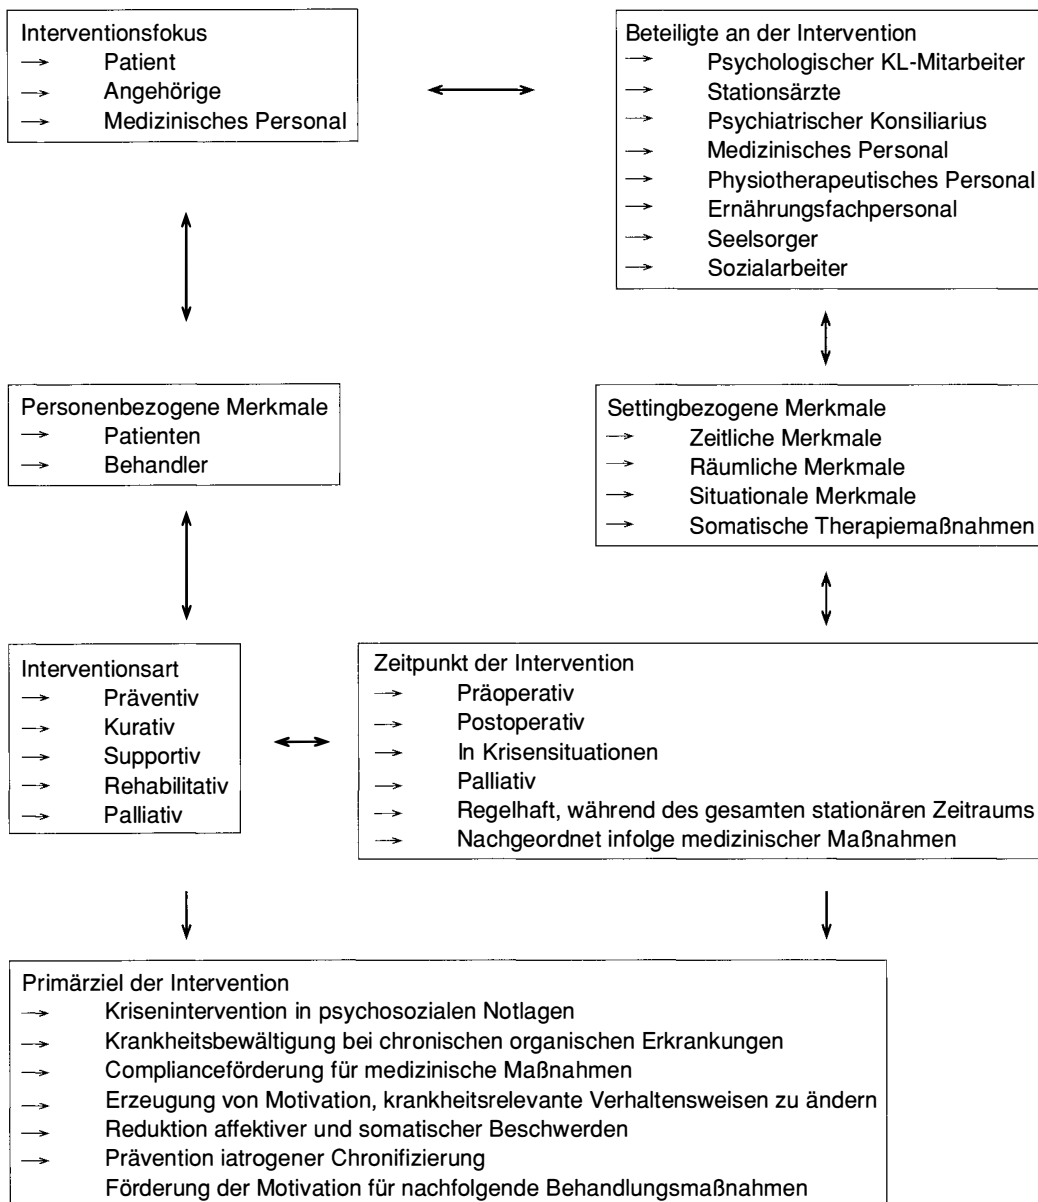 Interventionsfokus
→ Patient
→ Angehörige
→ Medizinisches Personal
Beteiligte an der Intervention
→ Psychologischer KL-Mitarbeiter
→ Stationsärzte
→ Psychiatrischer Konsiliarius
→ Medizinisches Personal
→ Physiotherapeutisches Personal
→ Ernährungsfachpersonal
→ Seelsorger
→ Sozialarbeiter
Personenbezogene Merkmale
→ Patienten
→ Behandler
Settingbezogene Merkmale
→ Zeitliche Merkmale
→ Räumliche Merkmale
→ Situationale Merkmale
→ Somatische Therapiemaßnahmen
Interventionsart
→ Präventiv
→ Kurativ
→ Supportiv
→ Rehabilitativ
→ Palliativ
Zeitpunkt der Intervention
→ Präoperativ
→ Postoperativ
→ In Krisensituationen
→ Palliativ
→ Regelhaft, während des gesamten stationären Zeitraums
→ Nachgeordnet infolge medizinischer Maßnahmen
Primärziel der Intervention
→ Krisenintervention in psychosozialen Notlagen
→ Krankheitsbewältigung bei chronischen organischen Erkrankungen
→ Complianceförderung für medizinische Maßnahmen
→ Erzeugung von Motivation, krankheitsrelevante Verhaltensweisen zu ändern
→ Reduktion affektiver und somatischer Beschwerden
→ Prävention iatrogener Chronifizierung
Förderung der Motivation für nachfolgende Behandlungsmaßnahmen